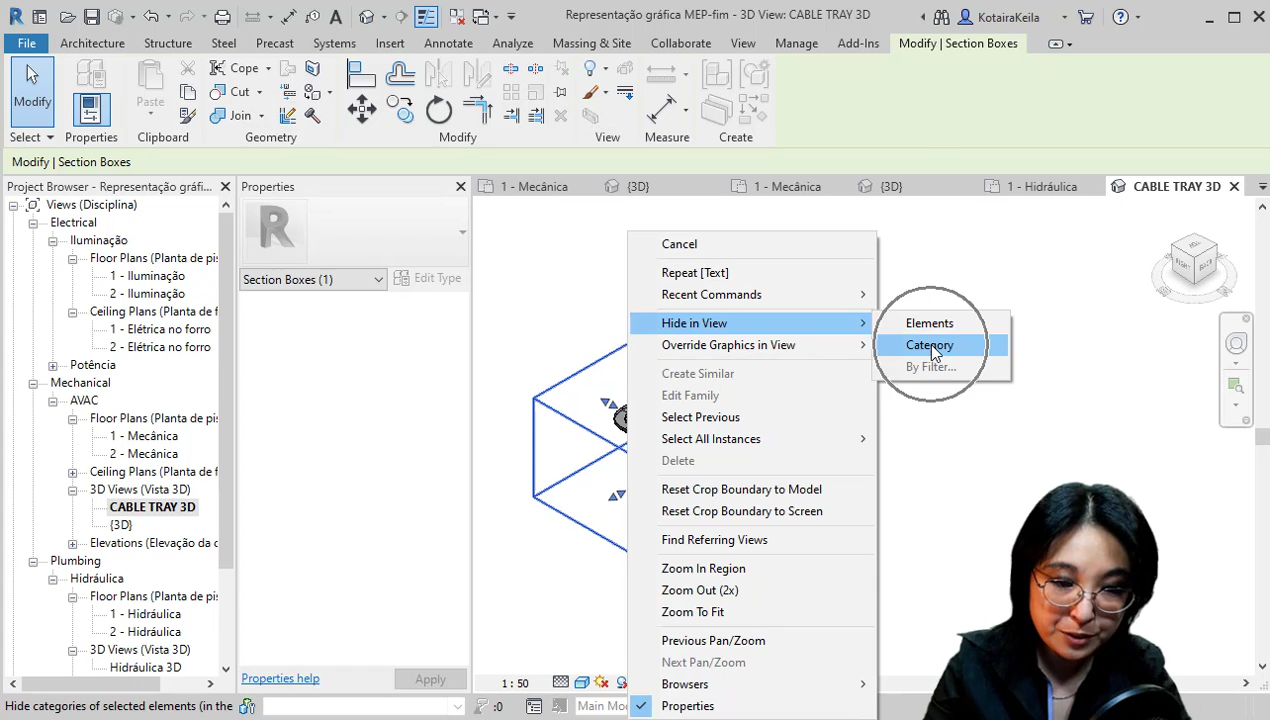 Representação gráfica MEP-fim - 3D View: CABLE TRAY 3D
KotairaKeila
File
Architecture
Structure
Steel
Precast
Systems
Insert
Annotate
Analyze
Massing & Site
Collaborate
View
Manage
Add-Ins
Modify | Section Boxes
Modify
Paste
Cope
Cut
Join
Select
Properties
Clipboard
Geometry
Modify
View
Measure
Create
Modify | Section Boxes
Project Browser - Representação gráfi...
Views (Disciplina)
Electrical
Iluminação
Floor Plans (Planta de pis
1 - Iluminação
2 - Iluminação
Ceiling Plans (Planta de fo
1 - Elétrica no forro
2 - Elétrica no forro
Potência
Mechanical
AVAC
Floor Plans (Planta de pis
1 - Mecânica
2 - Mecânica
Ceiling Plans (Planta de fo
3D Views (Vista 3D)
CABLE TRAY 3D
{3D}
Elevations (Elevação da c
Plumbing
Hidráulica
Floor Plans (Planta de pis
1 - Hidráulica
2 - Hidráulica
3D Views (Vista 3D)
Hidráulica 3D
Properties
Section Boxes (1)
Edit Type
Properties help
Apply
1 - Mecânica
{3D}
1 - Mecânica
{3D}
1 - Hidráulica
CABLE TRAY 3D
Cancel
Repeat [Text]
Recent Commands
Hide in View
Override Graphics in View
Create Similar
Edit Family
Select Previous
Select All Instances
Delete
Reset Crop Boundary to Model
Reset Crop Boundary to Screen
Find Referring Views
Zoom In Region
Zoom Out (2x)
Zoom To Fit
Previous Pan/Zoom
Next Pan/Zoom
Browsers
Properties
Elements
Category
By Filter...
RIGHT
BACK
1 : 50
Hide categories of selected elements (in the
:0
Main Mo